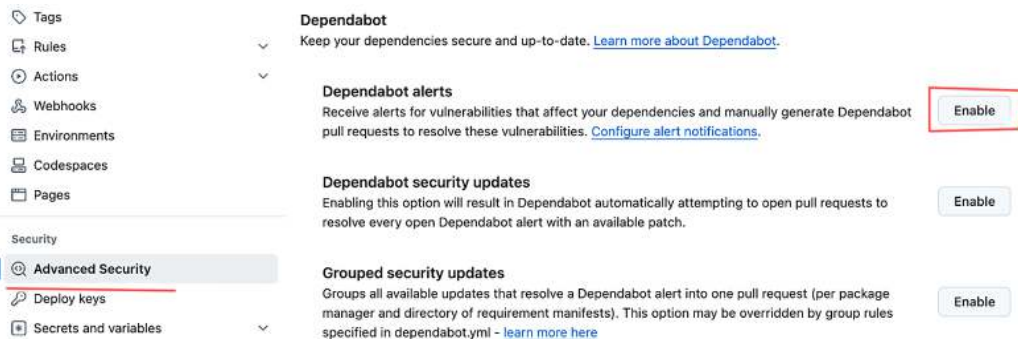 Tags
Rules
Actions
Webhooks
Environments
Codespaces
Pages
Security
Advanced Security
Deploy keys
Secrets and variables
Dependabot
Keep your dependencies secure and up-to-date. Learn more about Dependabot.
Dependabot alerts
Receive alerts for vulnerabilities that affect your dependencies and manually generate Dependabot
pull requests to resolve these vulnerabilities. Configure alert notifications.
Enable
Dependabot security updates
Enabling this option will result in Dependabot automatically attempting to open pull requests to
resolve every open Dependabot alert with an available patch.
Enable
Grouped security updates
Groups all available updates that resolve a Dependabot alert into one pull request (per package
manager and directory of requirement manifests). This option may be overridden by group rules
specified in dependabot.yml - learn more here
Enable